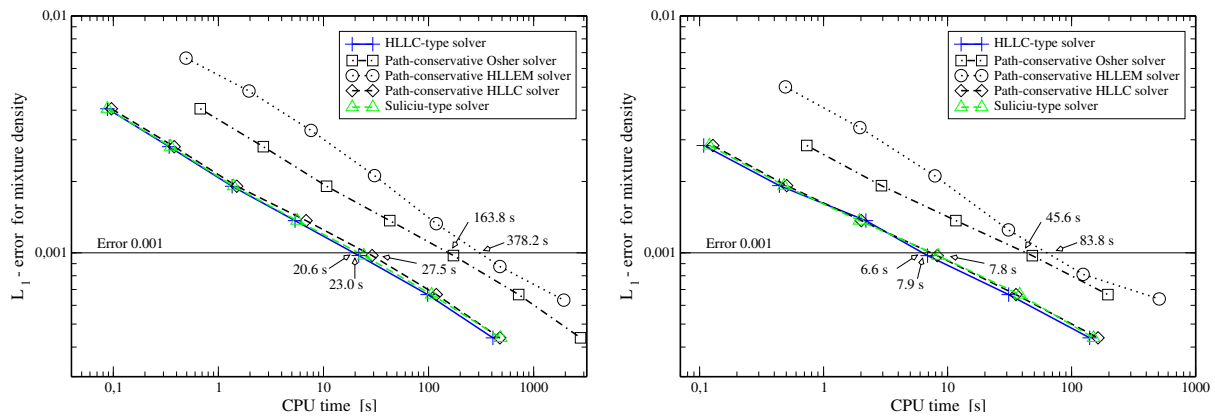 0,01
HLLC-type solver
Path-conservative Osher solver
Path-conservative HLLEM solver
Path-conservative HLLC solver
Suliciu-type solver
L1 - error for mixture density
163.8 s
378.2 s
Error 0.001
0,001
20.6 s
27.5 s
23.0 s
0,0001
0,1
1
10
100
1000
CPU time [s]
0,01
HLLC-type solver
Path-conservative Osher solver
Path-conservative HLLEM solver
Path-conservative HLLC solver
Suliciu-type solver
L1 - error for mixture density
45.6 s
83.8 s
Error 0.001
0,001
6.6 s
7.8 s
7.9 s
0,0001
0,1
1
10
100
1000
CPU time [s]